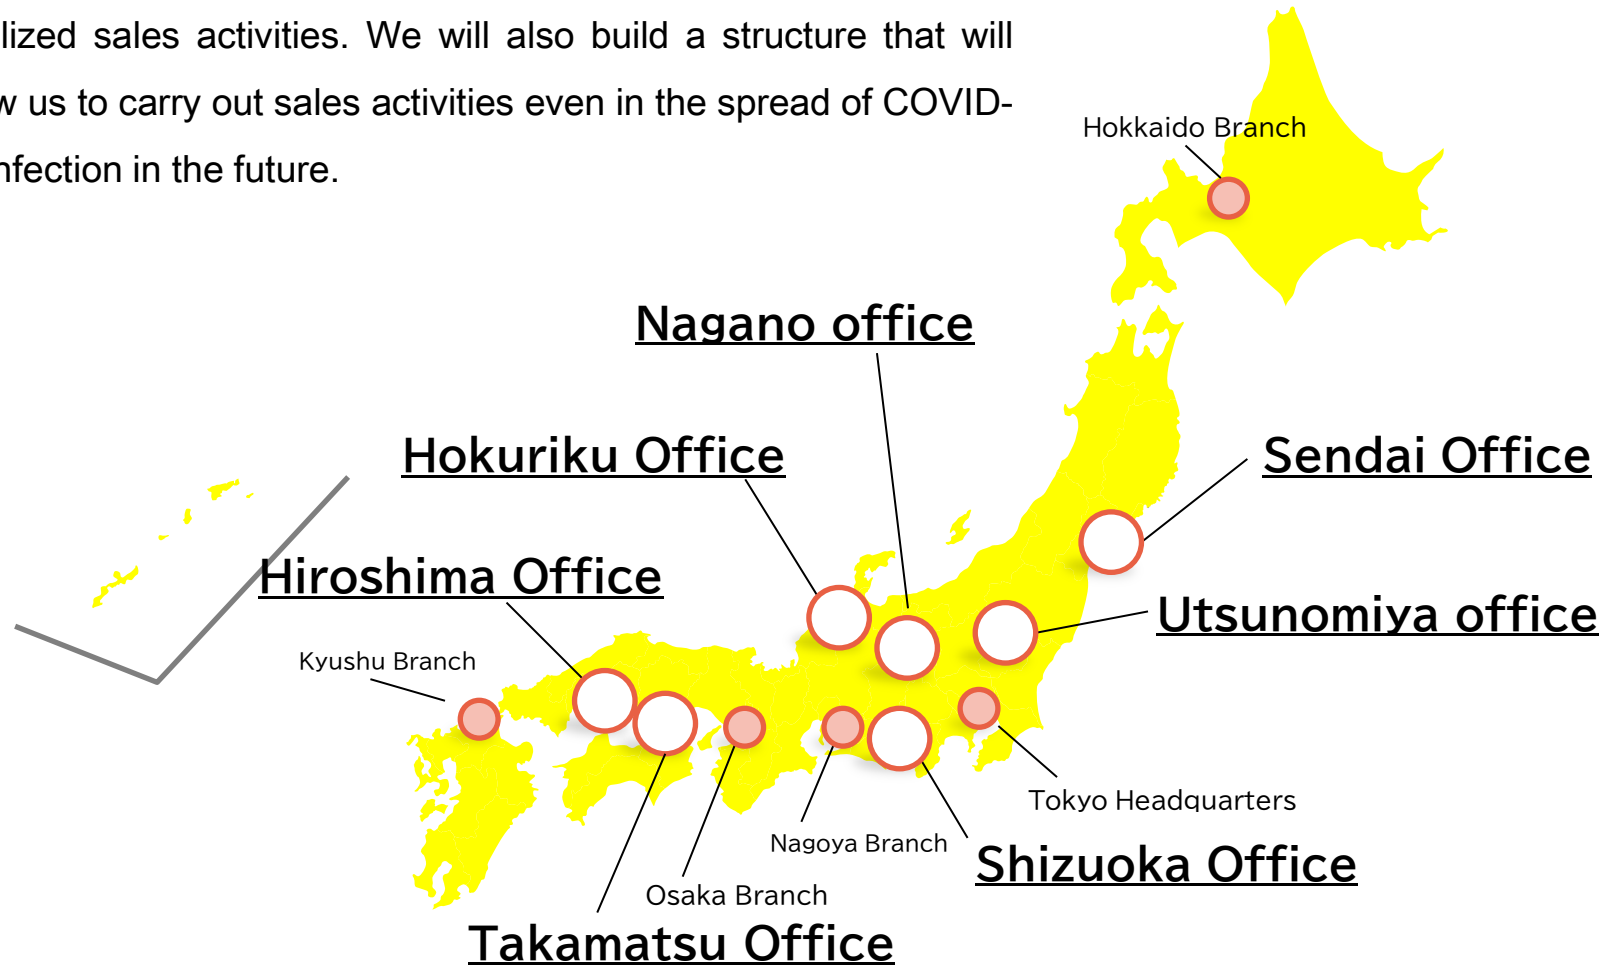 lized sales activities. We will also build a structure that will
w us to carry out sales activities even in the spread of COVID-
nfection in the future.
Hokkaido Branch
Nagano office
Hokuriku Office
Sendai Office
Hiroshima Office
Utsunomiya office
Kyushu Branch
Tokyo Headquarters
Nagoya Branch
Shizuoka Office
Osaka Branch
Takamatsu Office